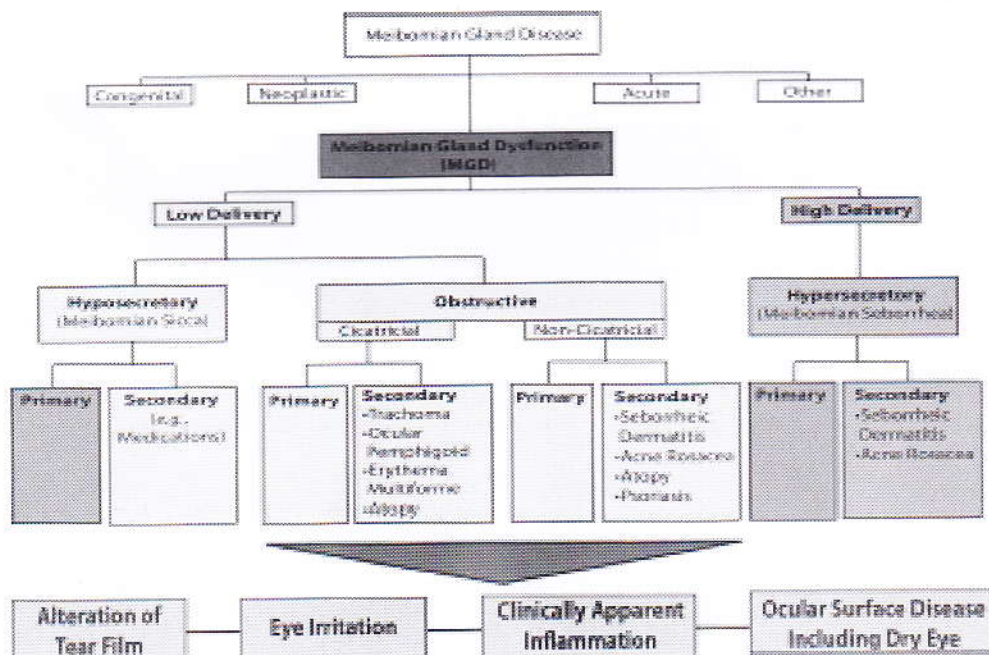 Meibomian Gland Disease
Congenital
Neoplastic
Acute
Other
Meibomian Gland Dysfunction
(MGD)
Low Delivery
High Delivery
Hyposecretory
(Meibomian Sicca)
Obstructive
Cicatricial
Non-Cicatricial
Hypersecretory
(Meibomian Seborrhea)
Primary
Secondary
(e.g.,
Medications)
Primary
Secondary
•Trachoma
•Ocular
Pemphigoid
•Erythema
Multiforme
•Atopy
Primary
Secondary
•Seborrheic
Dermatitis
•Acne Rosacea
•Atopy
•Psoriasis
Primary
Secondary
•Seborrheic
Dermatitis
•Acne Rosacea
Alteration of
Tear Film
Eye Irritation
Clinically Apparent
Inflammation
Ocular Surface Disease
Including Dry Eye